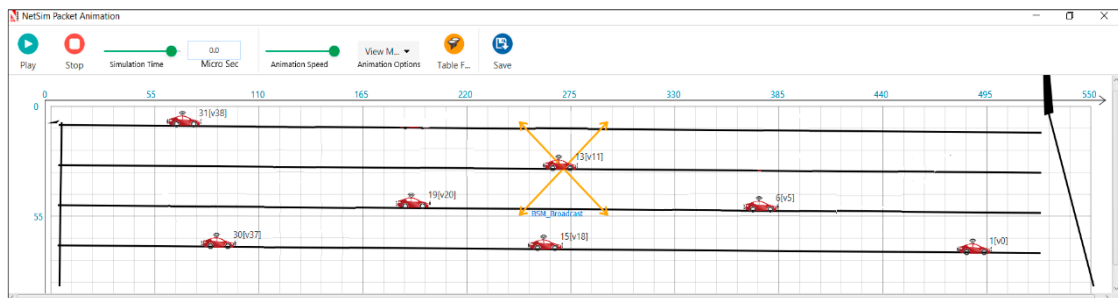 NetSim Packet Animation
0.0
View M...
Play
Stop
Simulation Time
Micro Sec
Animation Speed
Animation Options
Table F...
Save
0 55 110 165 220 275 330 385 440 495 550
0
31[v38]
13[v11]
19[v20]
6[v5]
55
BSM_Broadcast
30[v37]
15[v18]
1[v0]